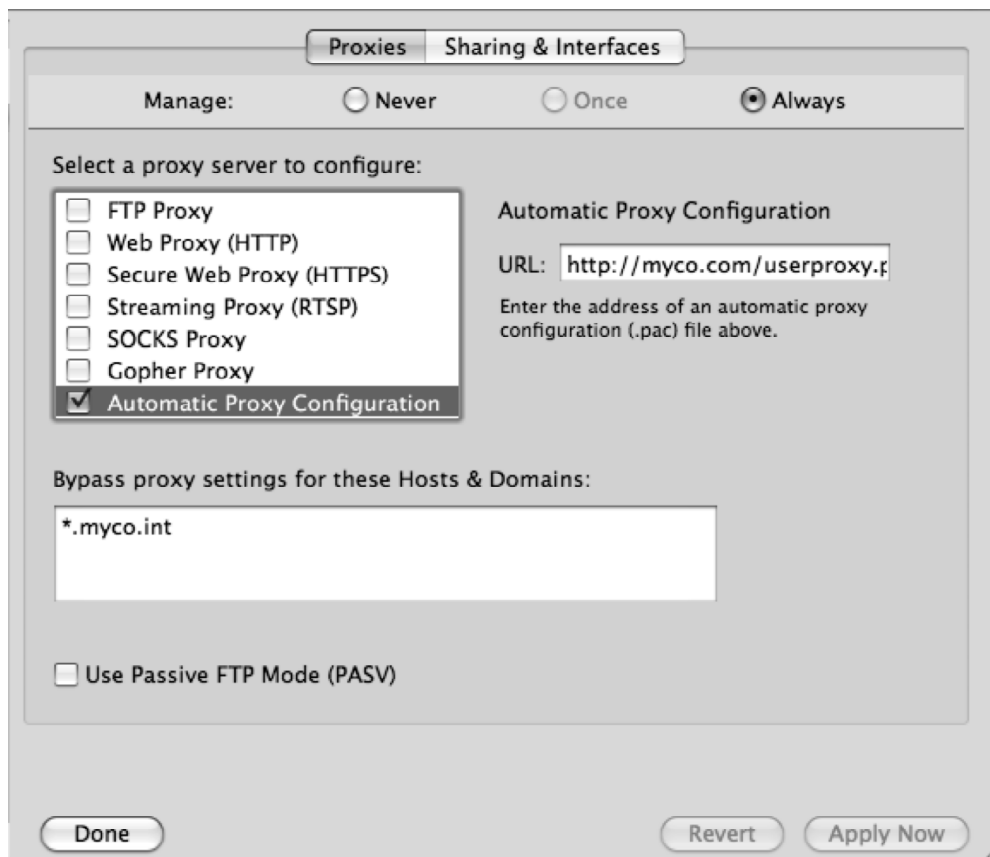 Proxies Sharing & Interfaces
Manage: Never Once Always
Select a proxy server to configure:
FTP Proxy
Web Proxy (HTTP)
Secure Web Proxy (HTTPS)
Streaming Proxy (RTSP)
SOCKS Proxy
Gopher Proxy
Automatic Proxy Configuration
Automatic Proxy Configuration
URL: http://myco.com/userproxy.p
Enter the address of an automatic proxy
configuration (.pac) file above.
Bypass proxy settings for these Hosts & Domains:
*.myco.int
Use Passive FTP Mode (PASV)
Done Revert Apply Now